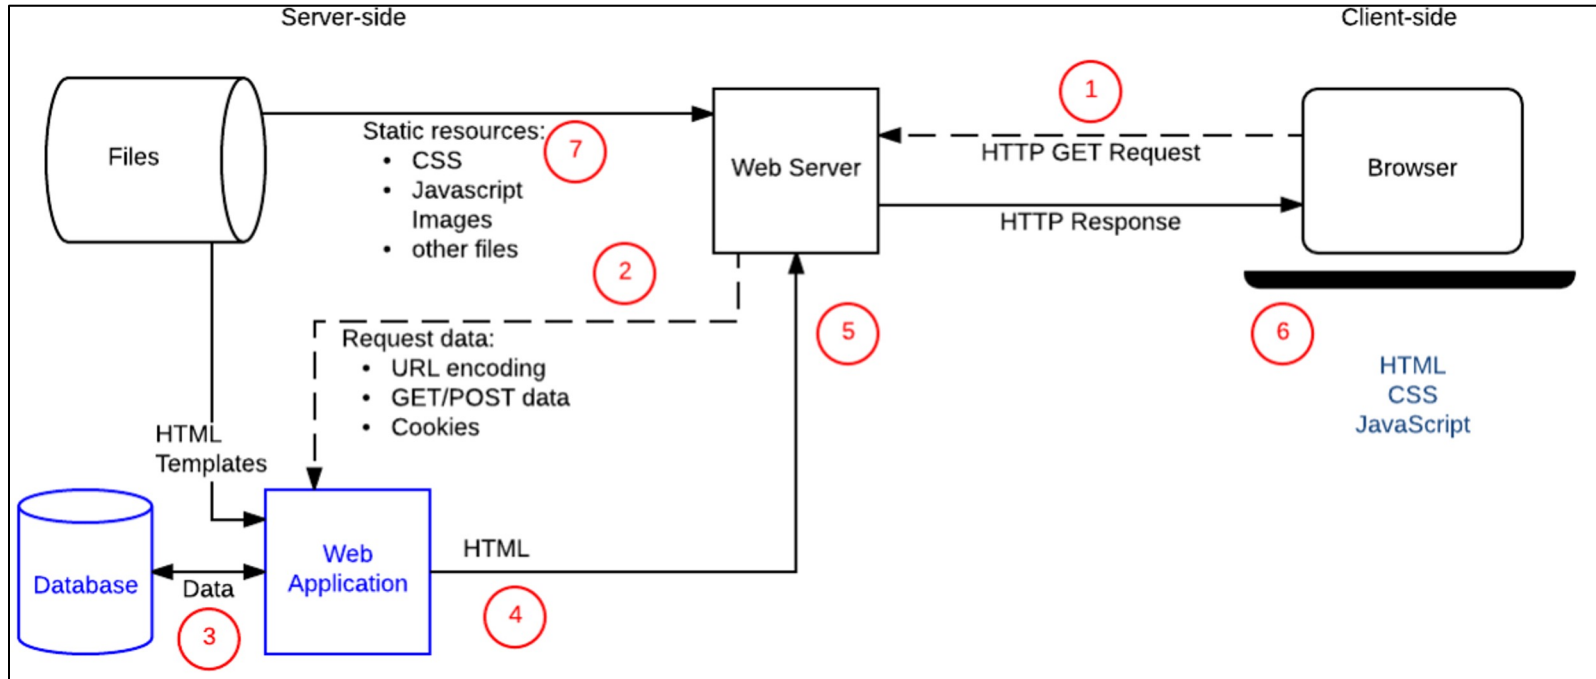 Server-side
Client-side
Files
Static resources:
• CSS
• Javascript
Images
• other files
7
Web Server
1
HTTP GET Request
HTTP Response
Browser
2
Request data:
• URL encoding
• GET/POST data
• Cookies
5
6
HTML
CSS
JavaScript
HTML
Templates
Database
Data
3
Web
Application
HTML
4